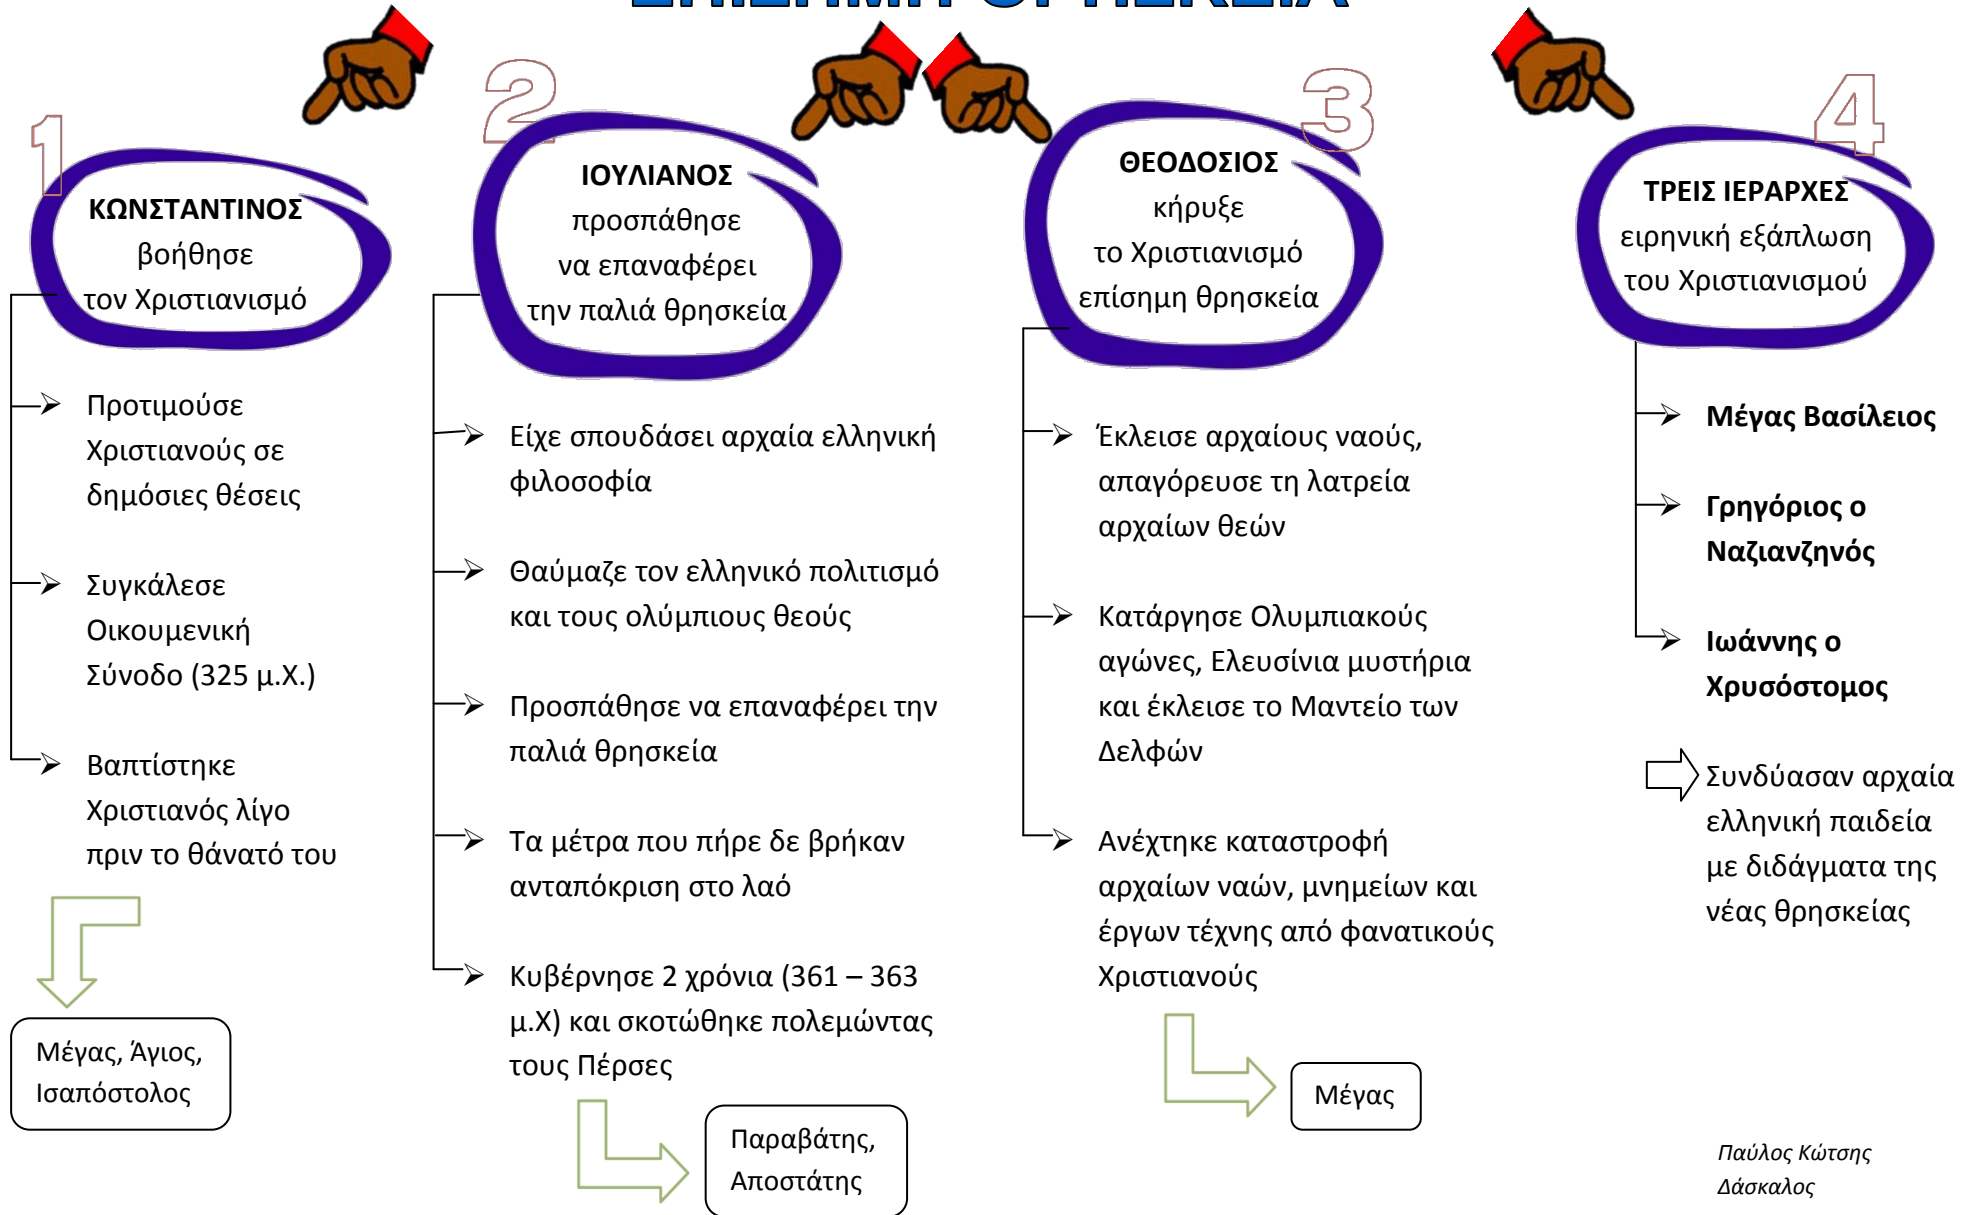 ΕΠΙΣΗΜΗ ΘΡΗΣΚΕΙΑ
1
ΚΩΝΣΤΑΝΤΙΝΟΣ
βοήθησε
τον Χριστιανισμό
Προτιμούσε
Χριστιανούς σε
δημόσιες θέσεις
Συγκάλεσε
Οικουμενική
Σύνοδο (325 μ.Χ.)
Βαπτίστηκε
Χριστιανός λίγο
πριν το θάνατό του
Μέγας, Άγιος,
Ισαπόστολος
2
ΙΟΥΛΙΑΝΟΣ
προσπάθησε
να επαναφέρει
την παλιά θρησκεία
Είχε σπουδάσει αρχαία ελληνική
φιλοσοφία
Θαύμαζε τον ελληνικό πολιτισμό
και τους ολύμπιους θεούς
Προσπάθησε να επαναφέρει την
παλιά θρησκεία
Τα μέτρα που πήρε δε βρήκαν
ανταπόκριση στο λαό
Κυβέρνησε 2 χρόνια (361 – 363
μ.Χ) και σκοτώθηκε πολεμώντας
τους Πέρσες
Παραβάτης,
Αποστάτης
3
ΘΕΟΔΟΣΙΟΣ
κήρυξε
το Χριστιανισμό
επίσημη θρησκεία
Έκλεισε αρχαίους ναούς,
απαγόρευσε τη λατρεία
αρχαίων θεών
Κατάργησε Ολυμπιακούς
αγώνες, Ελευσίνια μυστήρια
και έκλεισε το Μαντείο των
Δελφών
Ανέχτηκε καταστροφή
αρχαίων ναών, μνημείων και
έργων τέχνης από φανατικούς
Χριστιανούς
Μέγας
4
ΤΡΕΙΣ ΙΕΡΑΡΧΕΣ
ειρηνική εξάπλωση
του Χριστιανισμού
Μέγας Βασίλειος
Γρηγόριος ο
Ναζιανζηνός
Ιωάννης ο
Χρυσόστομος
Συνδύασαν αρχαία
ελληνική παιδεία
με διδάγματα της
νέας θρησκείας
Παύλος Κώτσης
Δάσκαλος